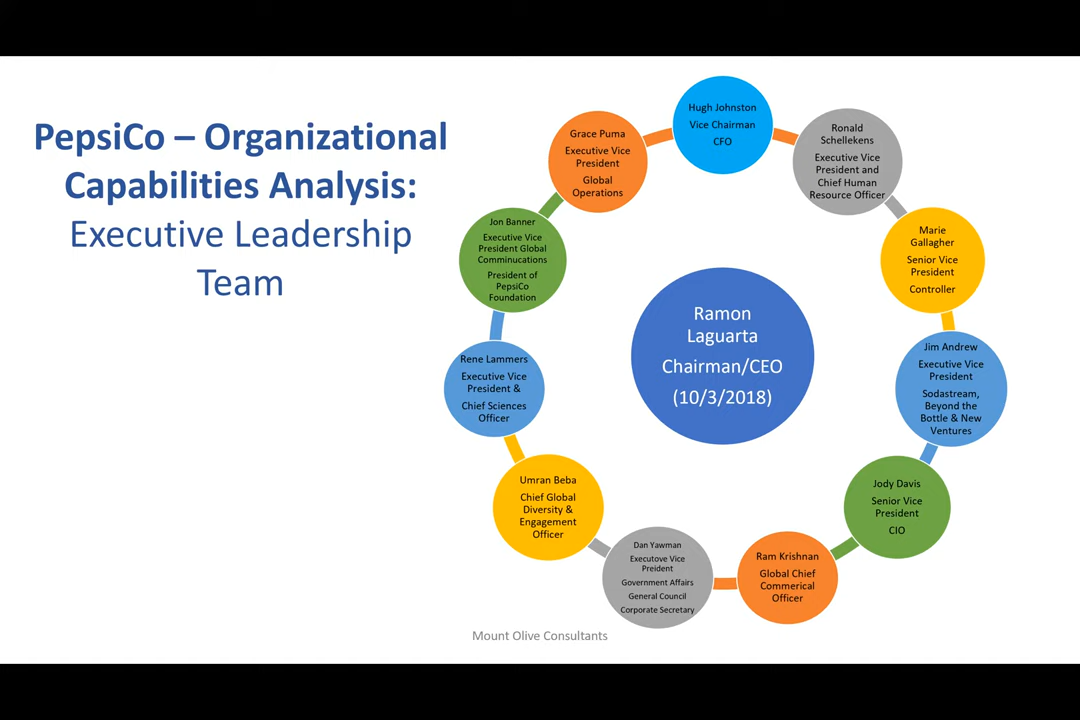 PepsiCo – Organizational
Capabilities Analysis:
Executive Leadership
Team
Hugh Johnston
Vice Chairman
CFO
Ronald
Schellekens
Executive Vice
President and
Chief Human
Resource Officer
Marie
Gallagher
Senior Vice
President
Controller
Jim Andrew
Executive Vice
President
Sodastream,
Beyond the
Bottle & New
Ventures
Jody Davis
Senior Vice
President
CIO
Ram Krishnan
Global Chief
Commerical
Officer
Dan Yawman
Executove Vice
Preident
Government Affairs
General Council
Corporate Secretary
Umran Beba
Chief Global
Diversity &
Engagement
Officer
Rene Lammers
Executive Vice
President &
Chief Sciences
Officer
Jon Banner
Executive Vice
President Global
Comminucations
President of
PepsiCo
Foundation
Grace Puma
Executive Vice
President
Global
Operations
Ramon
Laguarta
Chairman/CEO
(10/3/2018)
Mount Olive Consultants